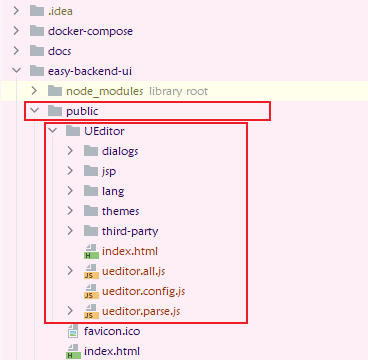 .idea
docker-compose
docs
easy-backend-ui
node_modules library root
public
UEditor
dialogs
jsp
lang
themes
third-party
index.html
ueditor.all.js
ueditor.config.js
ueditor.parse.js
favicon.ico
index.html